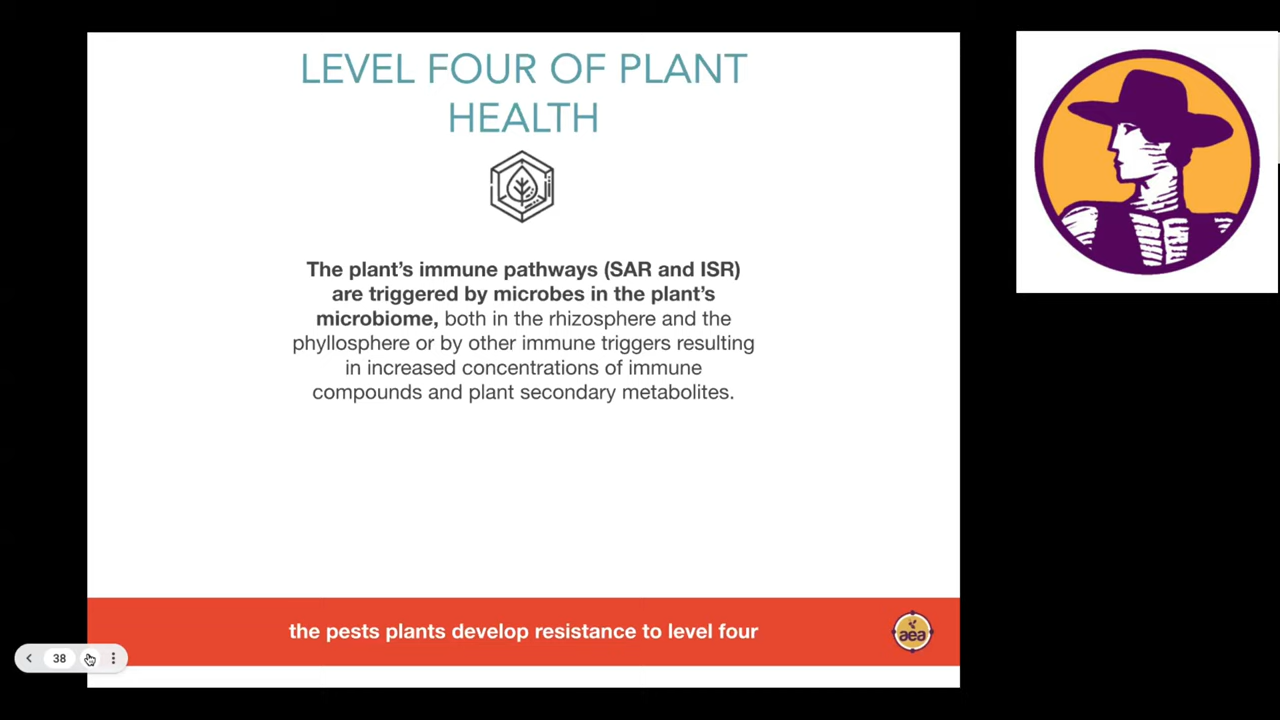 LEVEL FOUR OF PLANT
HEALTH
The plant’s immune pathways (SAR and ISR)
are triggered by microbes in the plant’s
microbiome, both in the rhizosphere and the
phyllosphere or by other immune triggers resulting
in increased concentrations of immune
compounds and plant secondary metabolites.
the pests plants develop resistance to level four
aea
38